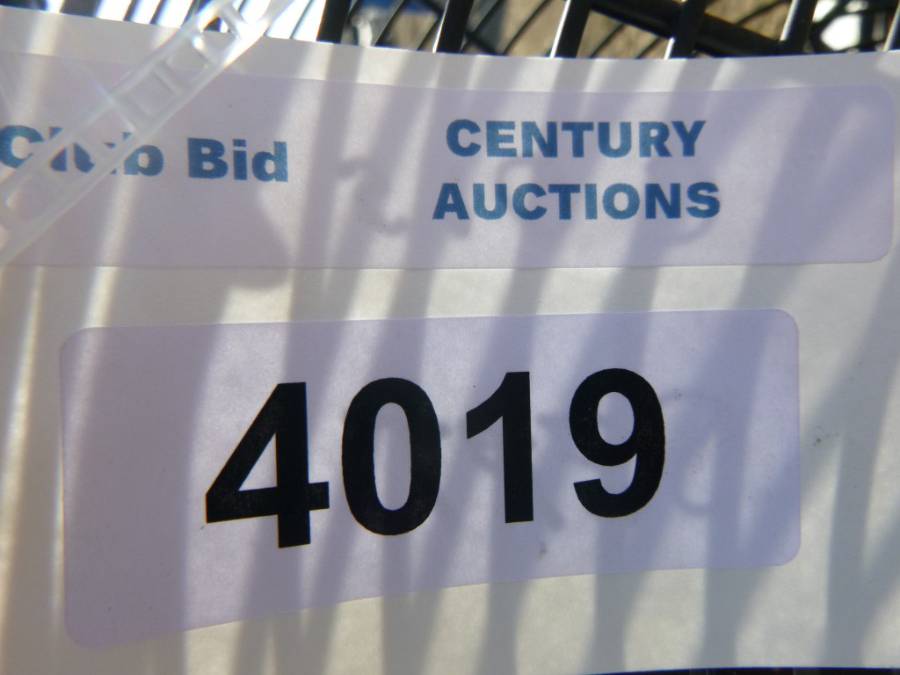 Club Bid
CENTURY
AUCTIONS
4019